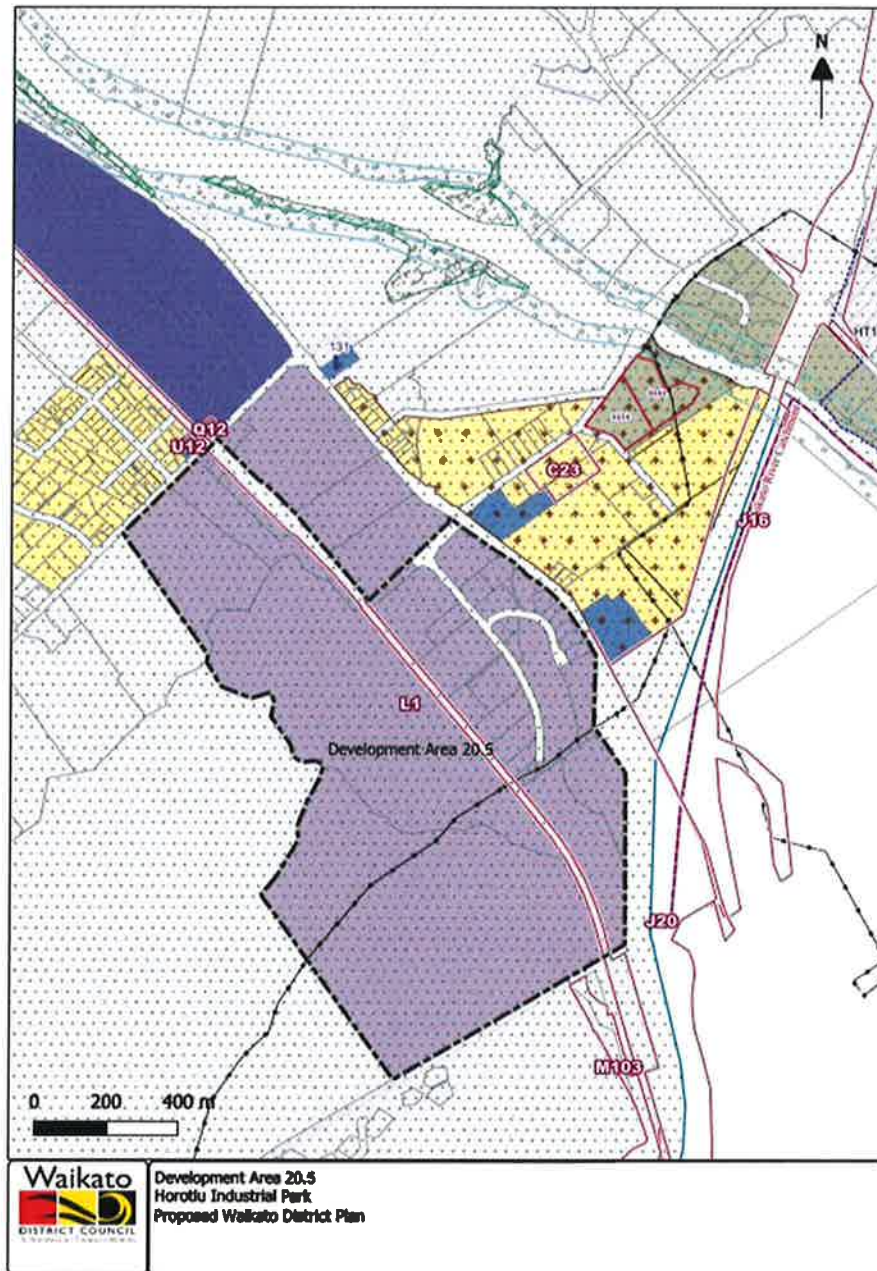 N
131
HT1
Q12
U12
C23
J16
L1
Development Area 20.5
J20
M103
0 200 400 m
Waikato
DISTRICT COUNCIL
Development Area 20.5
Horotiu Industrial Park
Proposed Waikato District Plan